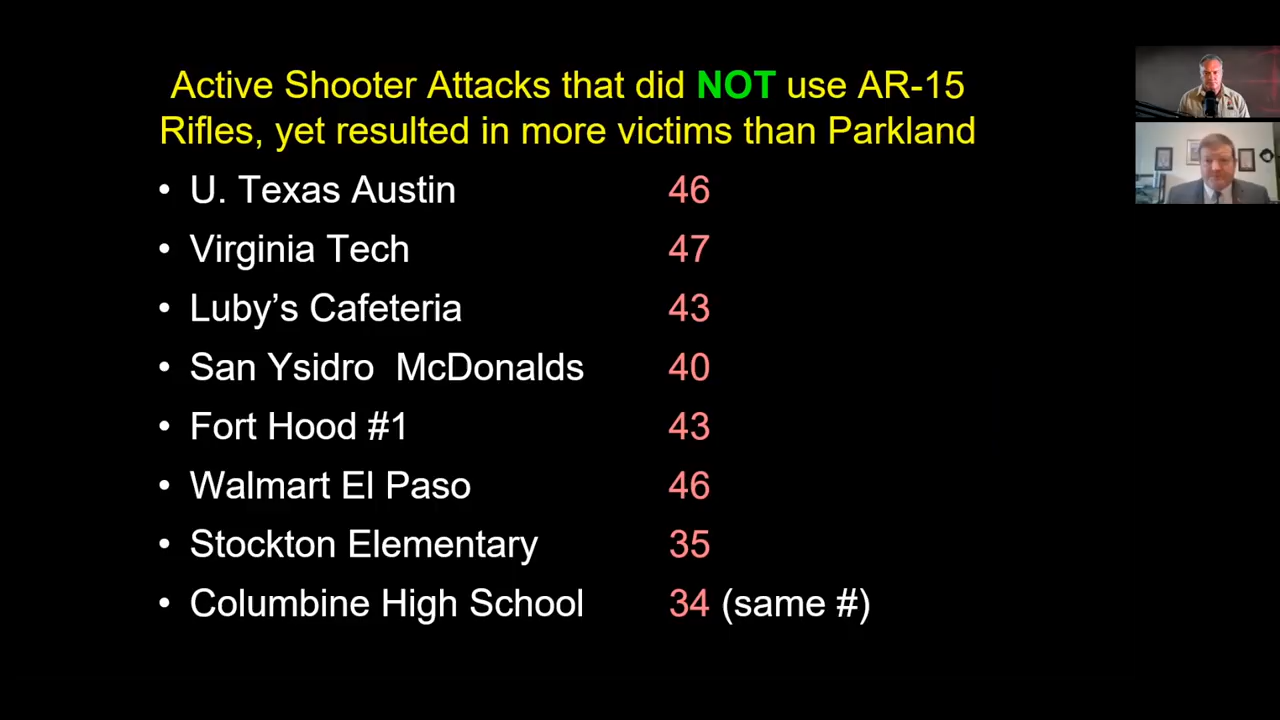 Active Shooter Attacks that did NOT use AR-15
Rifles, yet resulted in more victims than Parkland
• U. Texas Austin 46
• Virginia Tech 47
• Luby’s Cafeteria 43
• San Ysidro McDonalds 40
• Fort Hood #1 43
• Walmart El Paso 46
• Stockton Elementary 35
• Columbine High School 34 (same #)